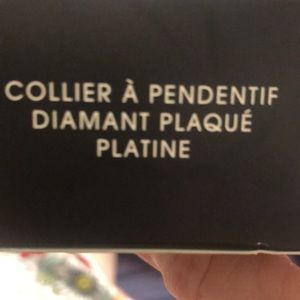 COLLIER À PENDENTIF
DIAMANT PLAQUÉ
PLATINE